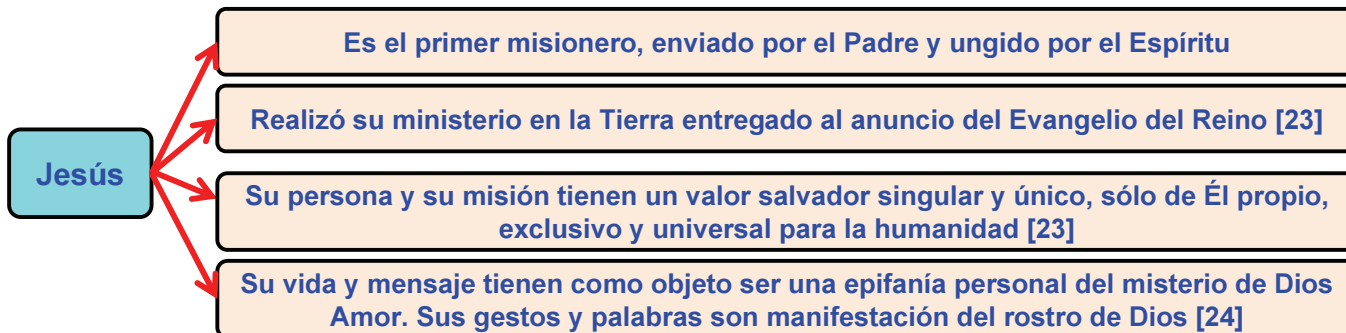 Es el primer misionero, enviado por el Padre y ungido por el Espíritu
Realizó su ministerio en la Tierra entregado al anuncio del Evangelio del Reino [23]
Jesús
Su persona y su misión tienen un valor salvador singular y único, sólo de Él propio,
exclusivo y universal para la humanidad [23]
Su vida y mensaje tienen como objeto ser una epifanía personal del misterio de Dios
Amor. Sus gestos y palabras son manifestación del rostro de Dios [24]